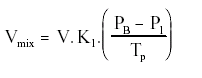 V_mix = V. K_1. ( (P_B − P_1) / T_p )